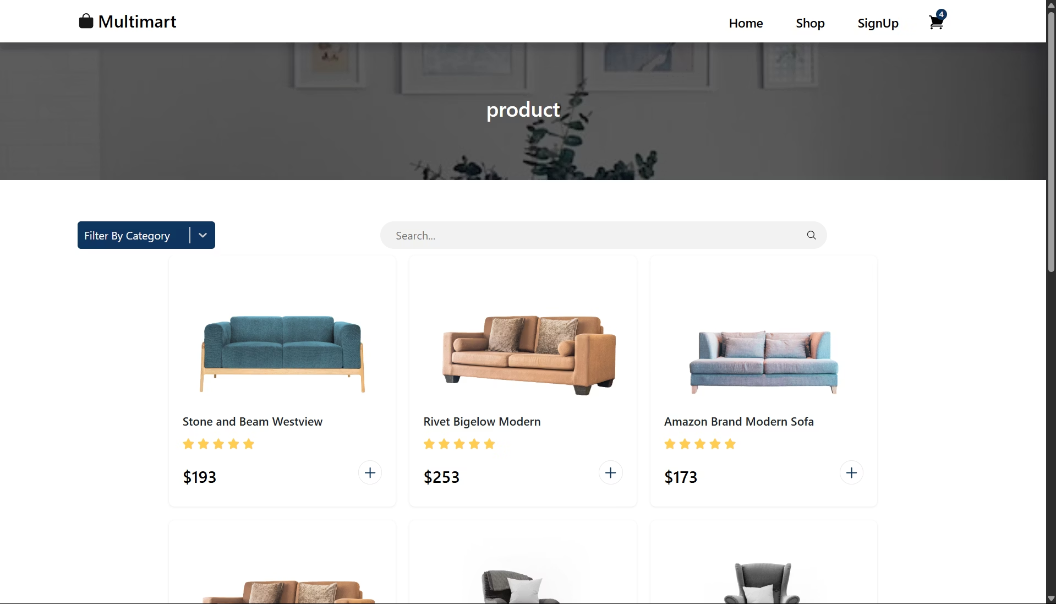 Multimart
Home Shop SignUp 4
product
Filter By Category
Search...
Stone and Beam Westview
$193
Rivet Bigelow Modern
$253
Amazon Brand Modern Sofa
$173